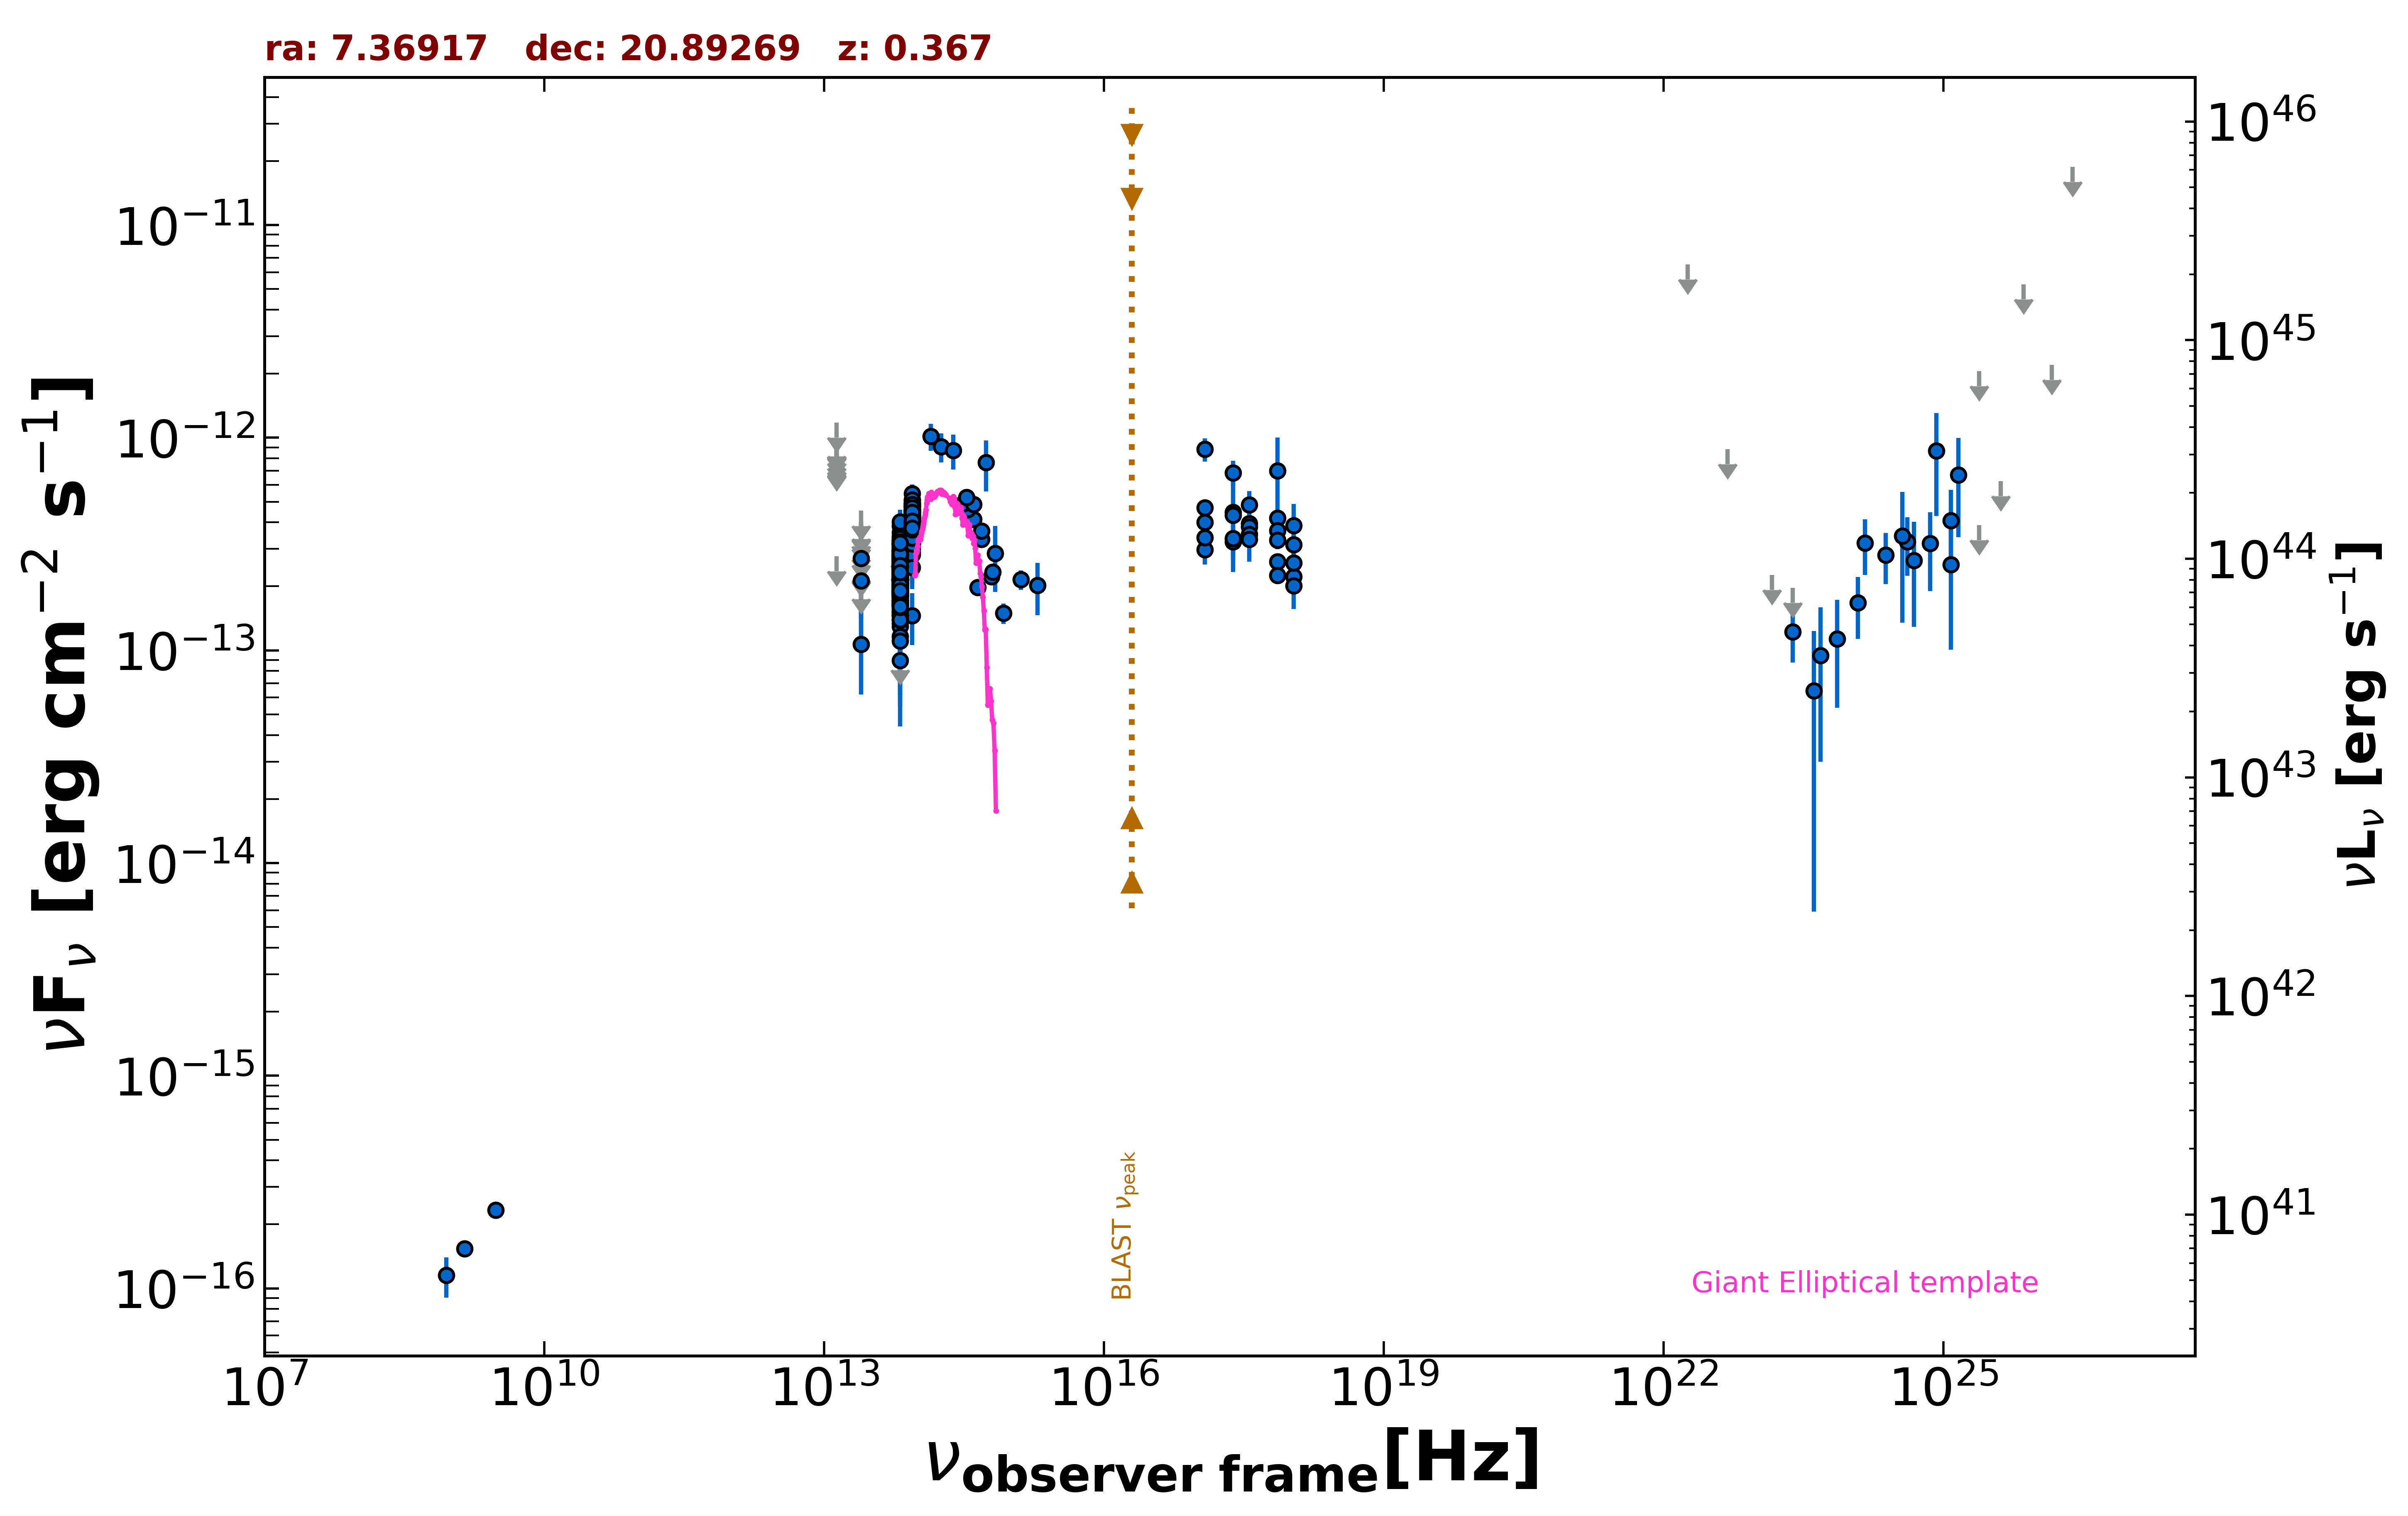 ra: 7.36917 dec: 20.89269 z: 0.367
10^46
10^-11
10^45
10^-12
10^44
10^-13
10^43
10^-14
10^42
10^-15
10^41
10^-16
νF_ν [erg cm^−2 s^−1]
νL_ν [erg s^−1]
BLAST ν_peak
Giant Elliptical template
10^7 10^10 10^13 10^16 10^19 10^22 10^25
ν_observer frame [Hz]